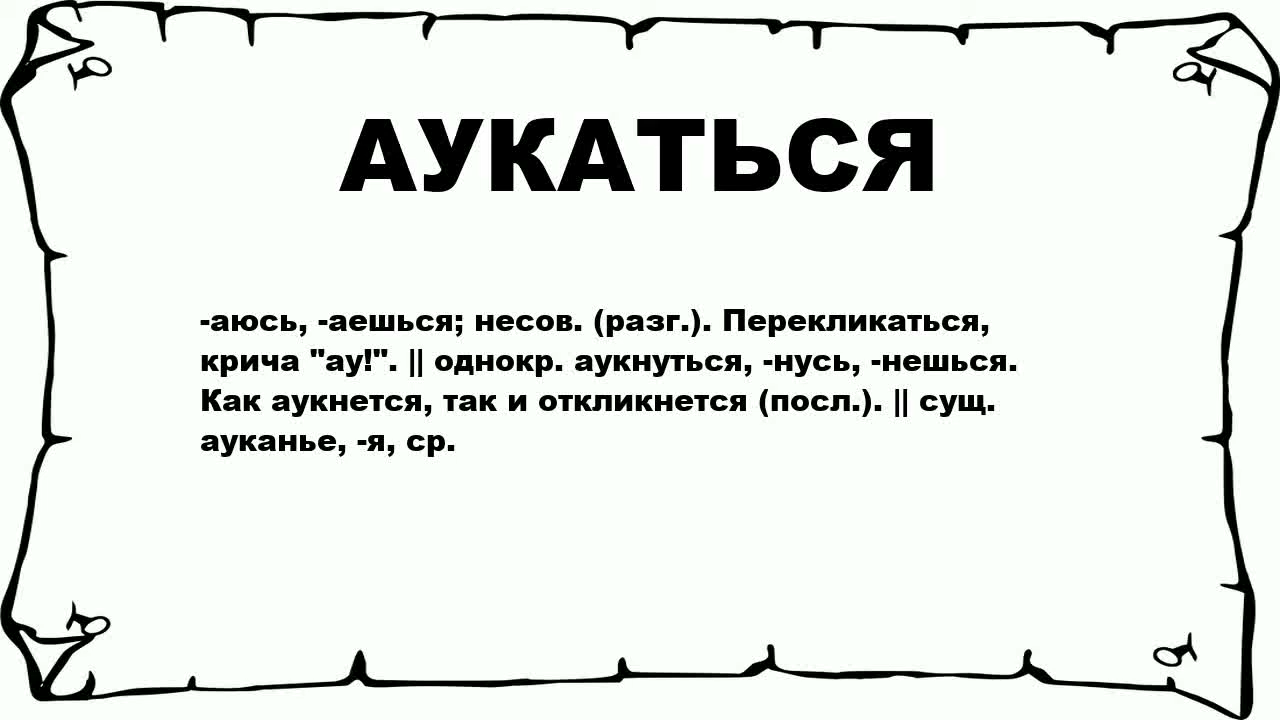 АУКАТЬСЯ
-аюсь, -аешься; несов. (разг.). Перекликаться,
крича "ау!". || однокр. аукнуться, -нусь, -нешься.
Как аукнется, так и откликнется (посл.). || сущ.
ауканье, -я, ср.